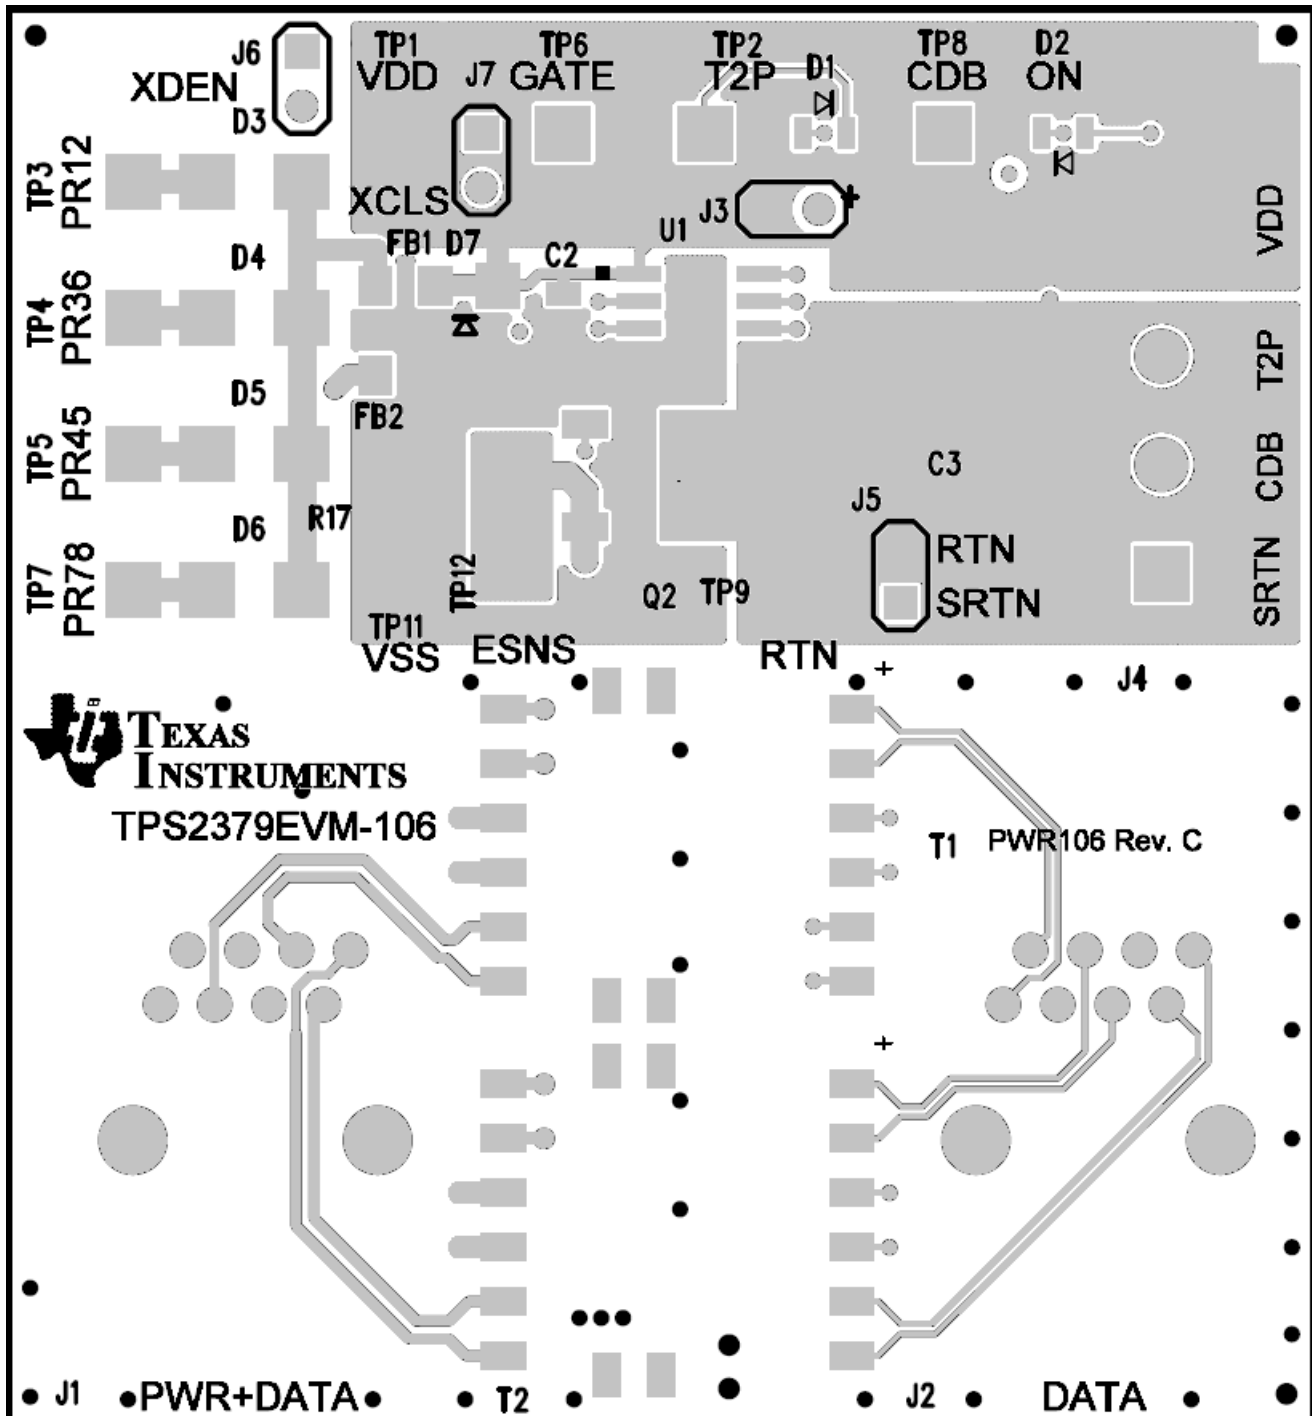 J6
XDEN
D3
TP1
VDD
J7
TP6
GATE
TP2
T2P
D1
TP8
CDB
D2
ON
TP3
PR12
XCLS
J3
+
U1
VDD
D4
FB1
D7
C2
TP4
PR36
T2P
D5
FB2
TP5
PR45
C3
CDB
J5
D6
R17
RTN
SRTN
TP7
PR78
TP12
Q2
TP9
SRTN
TP11
VSS
ESNS
RTN
+
J4
TEXAS
INSTRUMENTS
TPS2379EVM-106
T1
PWR106 Rev. C
+
J1
PWR+DATA
T2
J2
DATA